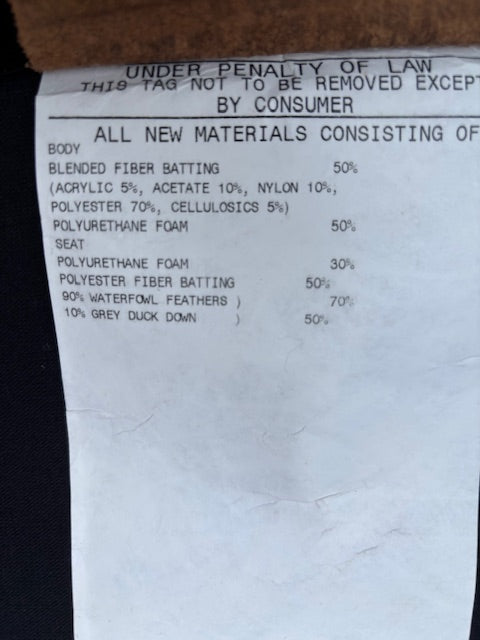 UNDER PENALTY OF LAW
THIS TAG NOT TO BE REMOVED EXCEPT
BY CONSUMER
ALL NEW MATERIALS CONSISTING OF
BODY
BLENDED FIBER BATTING 50%
(ACRYLIC 5%, ACETATE 10%, NYLON 10%,
POLYESTER 70%, CELLULOSICS 5%)
POLYURETHANE FOAM 50%
SEAT
POLYURETHANE FOAM 30%
POLYESTER FIBER BATTING 50%
90% WATERFOWL FEATHERS ) 70%
10% GREY DUCK DOWN ) 50%